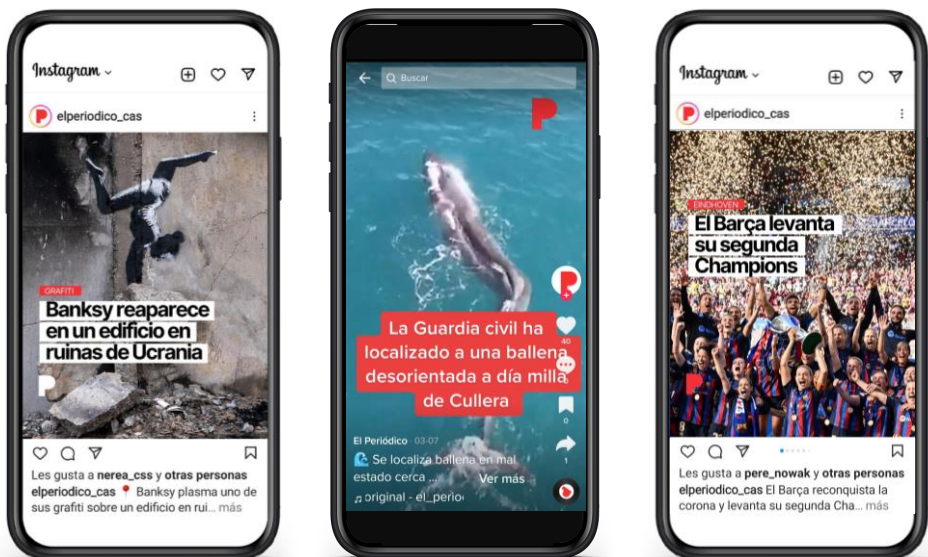 Instagram
elperiodico_cas
GRAFITI
Banksy reaparece
en un edificio en
ruinas de Ucrania
Les gusta a nerea_css y otras personas
elperiodico_cas 📍 Banksy plasma uno de
sus grafiti sobre un edificio en rui... más
Buscar
La Guardia civil ha
localizado a una ballena
desorientada a día milla
de Cullera
40
0
0
1
El Periódico 03-07
🌊 Se localiza ballena en mal
estado cerca ... Ver más
♫ original - el_perio
Instagram
elperiodico_cas
EINDHOVEN
El Barça levanta
su segunda
Champions
Les gusta a pere_nowak y otras personas
elperiodico_cas El Barça reconquista la
corona y levanta su segunda Cha... más